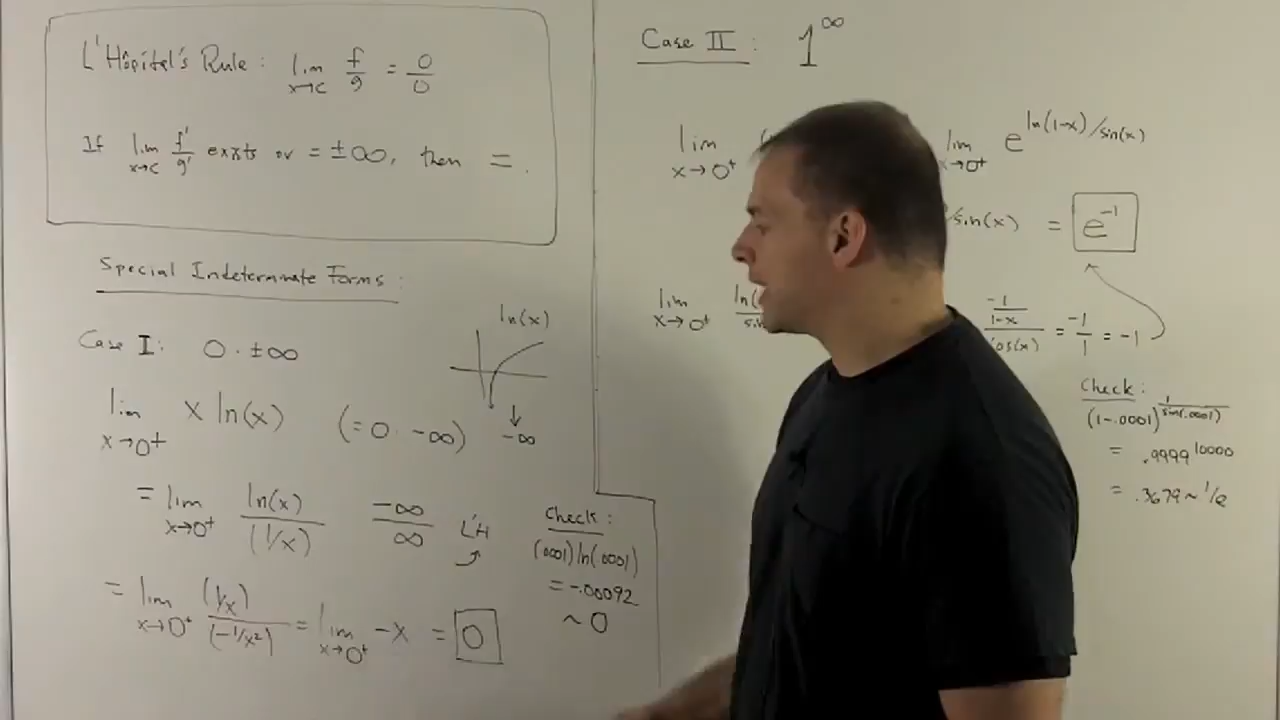 L'Hôpital's Rule: lim x→c f/g = 0/0
If lim x→c f'/g' exists or = ±∞, then = .
Special Indeterminate Forms:
Case I: 0 · ±∞
ln(x)
-∞
lim x→0+ x ln(x) (= 0 · -∞)
= lim x→0+ ln(x)/(1/x) -∞/∞ L'H
= lim x→0+ (1/x)/(-1/x²) = lim x→0+ -x = 0
Check:
(.0001)ln(.0001)
= -.00092
~ 0
Case II: 1^∞
lim x→0+ ( lim x→0+ e^ln(1-x)/sin(x)
/sin(x) = e^-1
lim x→0+ ln( -1/1-x / cos(x) = -1/1 = -1
Check:
(1-.0001)^1/sin(.0001)
= .9999^10000
= .3679 ~ 1/e